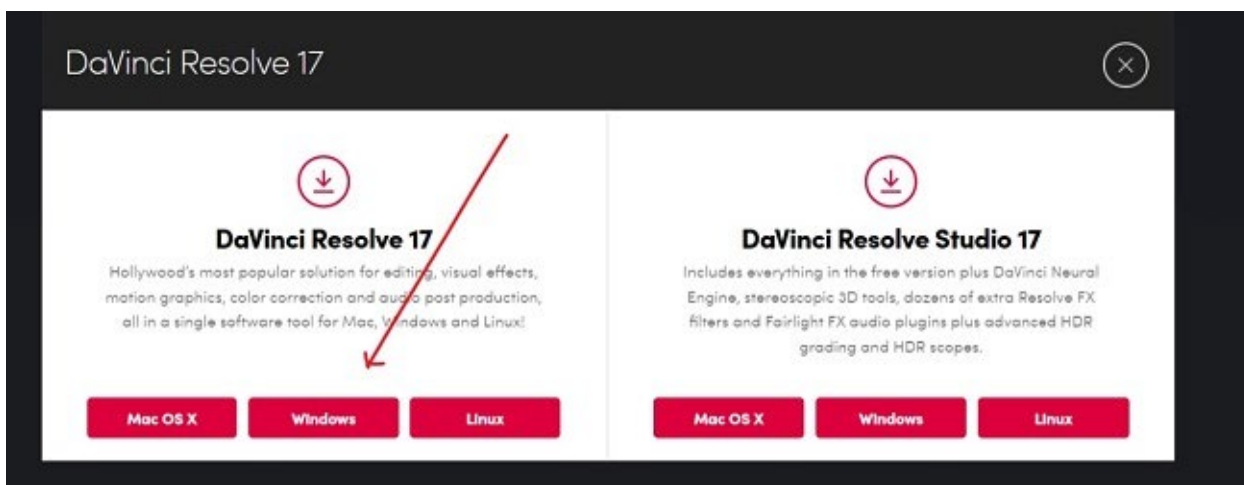 DaVinci Resolve 17
DaVinci Resolve 17
Hollywood's most popular solution for editing, visual effects,
motion graphics, color correction and audio post production,
all in a single software tool for Mac, Windows and Linux!
Mac OS X
Windows
Linux
DaVinci Resolve Studio 17
Includes everything in the free version plus DaVinci Neural
Engine, stereoscopic 3D tools, dozens of extra Resolve FX
filters and Fairlight FX audio plugins plus advanced HDR
grading and HDR scopes.
Mac OS X
Windows
Linux